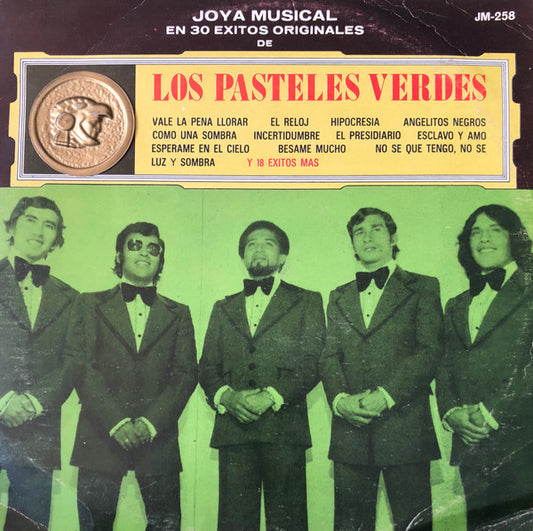 JOYA MUSICAL
JM-258
EN 30 EXITOS ORIGINALES
DE
LOS PASTELES VERDES
VALE LA PENA LLORAR EL RELOJ HIPOCRESIA ANGELITOS NEGROS
COMO UNA SOMBRA INCERTIDUMBRE EL PRESIDIARIO ESCLAVO Y AMO
ESPERAME EN EL CIELO BESAME MUCHO NO SE QUE TENGO, NO SE
LUZ Y SOMBRA Y 18 EXITOS MAS